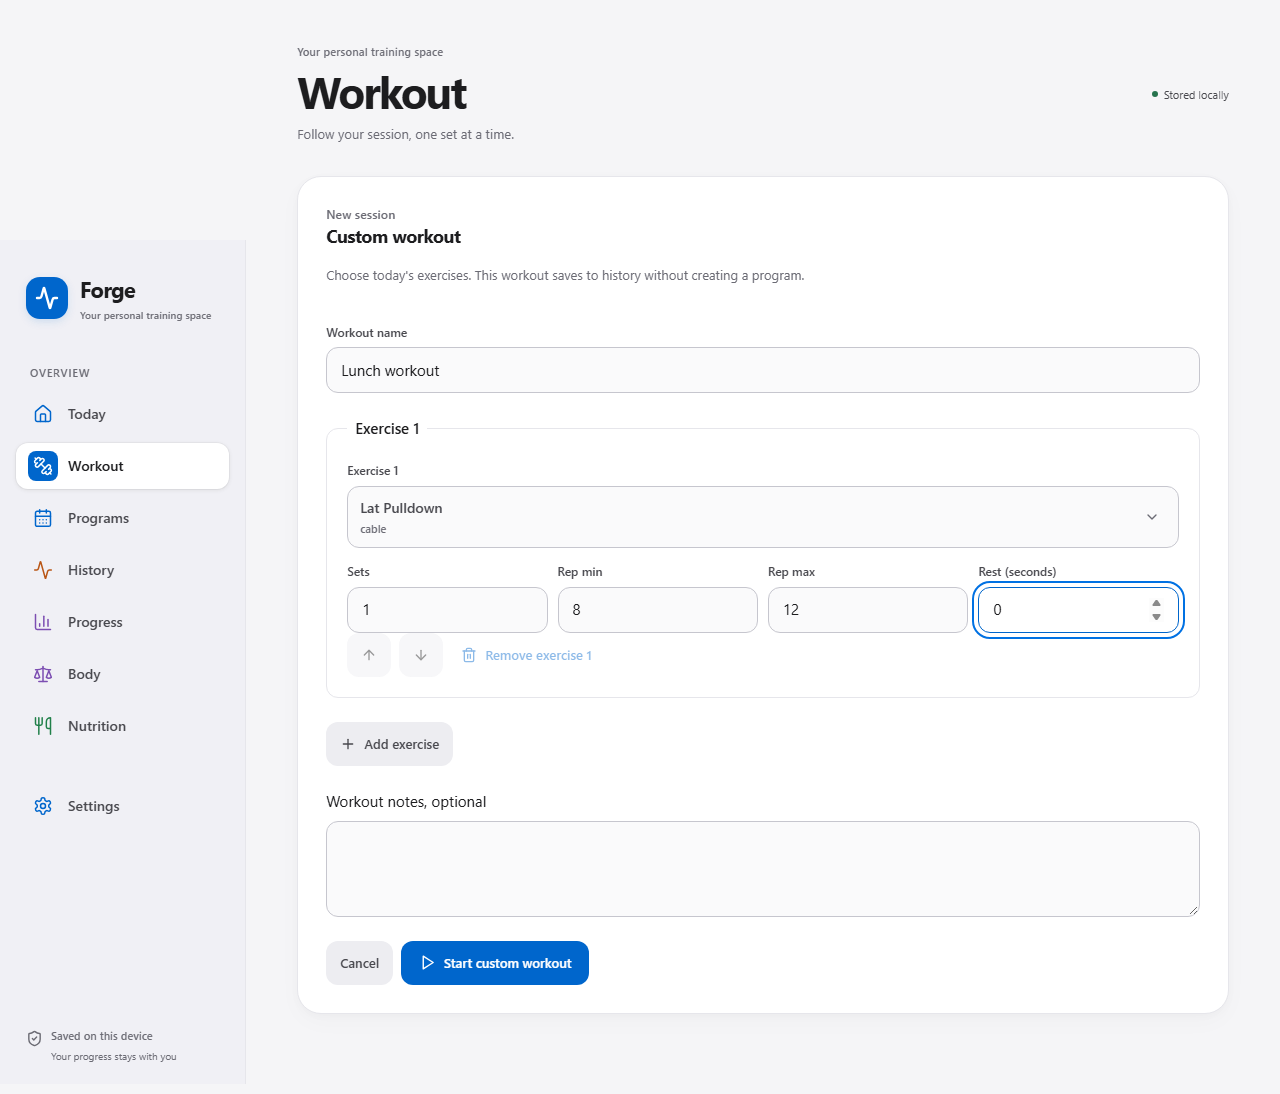 Your personal training space
Workout
Follow your session, one set at a time.
Stored locally
Forge
Your personal training space
OVERVIEW
Today
Workout
Programs
History
Progress
Body
Nutrition
Settings
Saved on this device
Your progress stays with you
New session
Custom workout
Choose today's exercises. This workout saves to history without creating a program.
Workout name
Lunch workout
Exercise 1
Exercise 1
Lat Pulldown
cable
Sets
Rep min
Rep max
Rest (seconds)
1
8
12
0
Remove exercise 1
Add exercise
Workout notes, optional
Cancel
Start custom workout